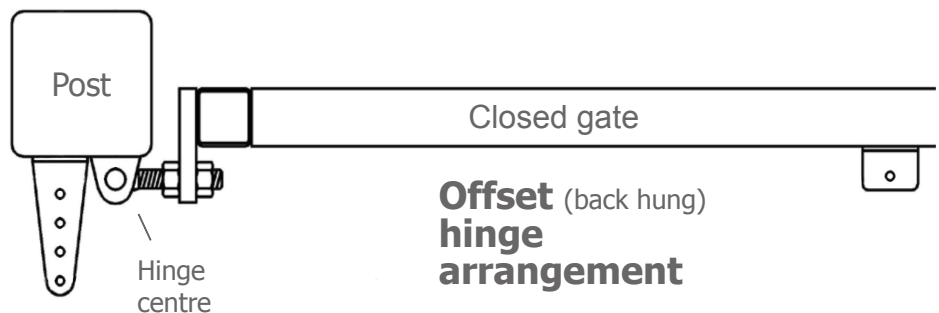 Post
Closed gate
Offset (back hung)
hinge
arrangement
Hinge
centre